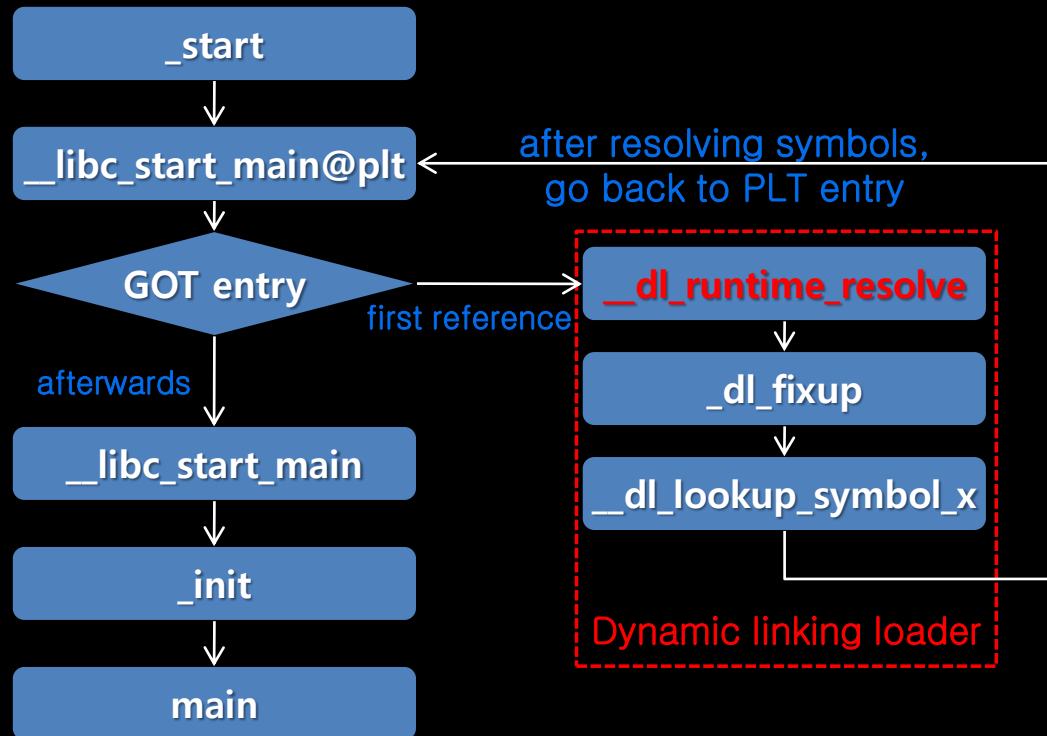 _start
__libc_start_main@plt
after resolving symbols,
go back to PLT entry
GOT entry
first reference
__dl_runtime_resolve
afterwards
_dl_fixup
__libc_start_main
__dl_lookup_symbol_x
_init
Dynamic linking loader
main